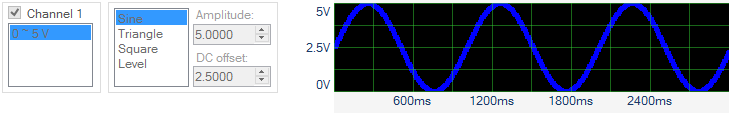 Channel 1
0 ~ 5 V
Sine
Triangle
Square
Level
Amplitude:
5.0000
DC offset:
2.5000
5V
2.5V
0V
600ms 1200ms 1800ms 2400ms